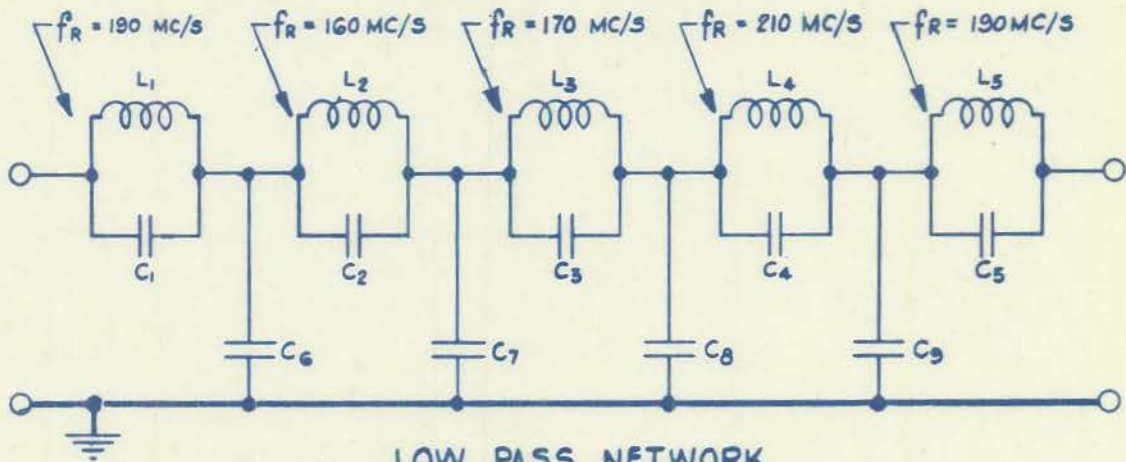 fR = 190 MC/S fR = 160 MC/S fR = 170 MC/S fR = 210 MC/S fR = 190 MC/S
L1 L2 L3 L4 L5
C1 C2 C3 C4 C5
C6 C7 C8 C9
LOW PASS NETWORK